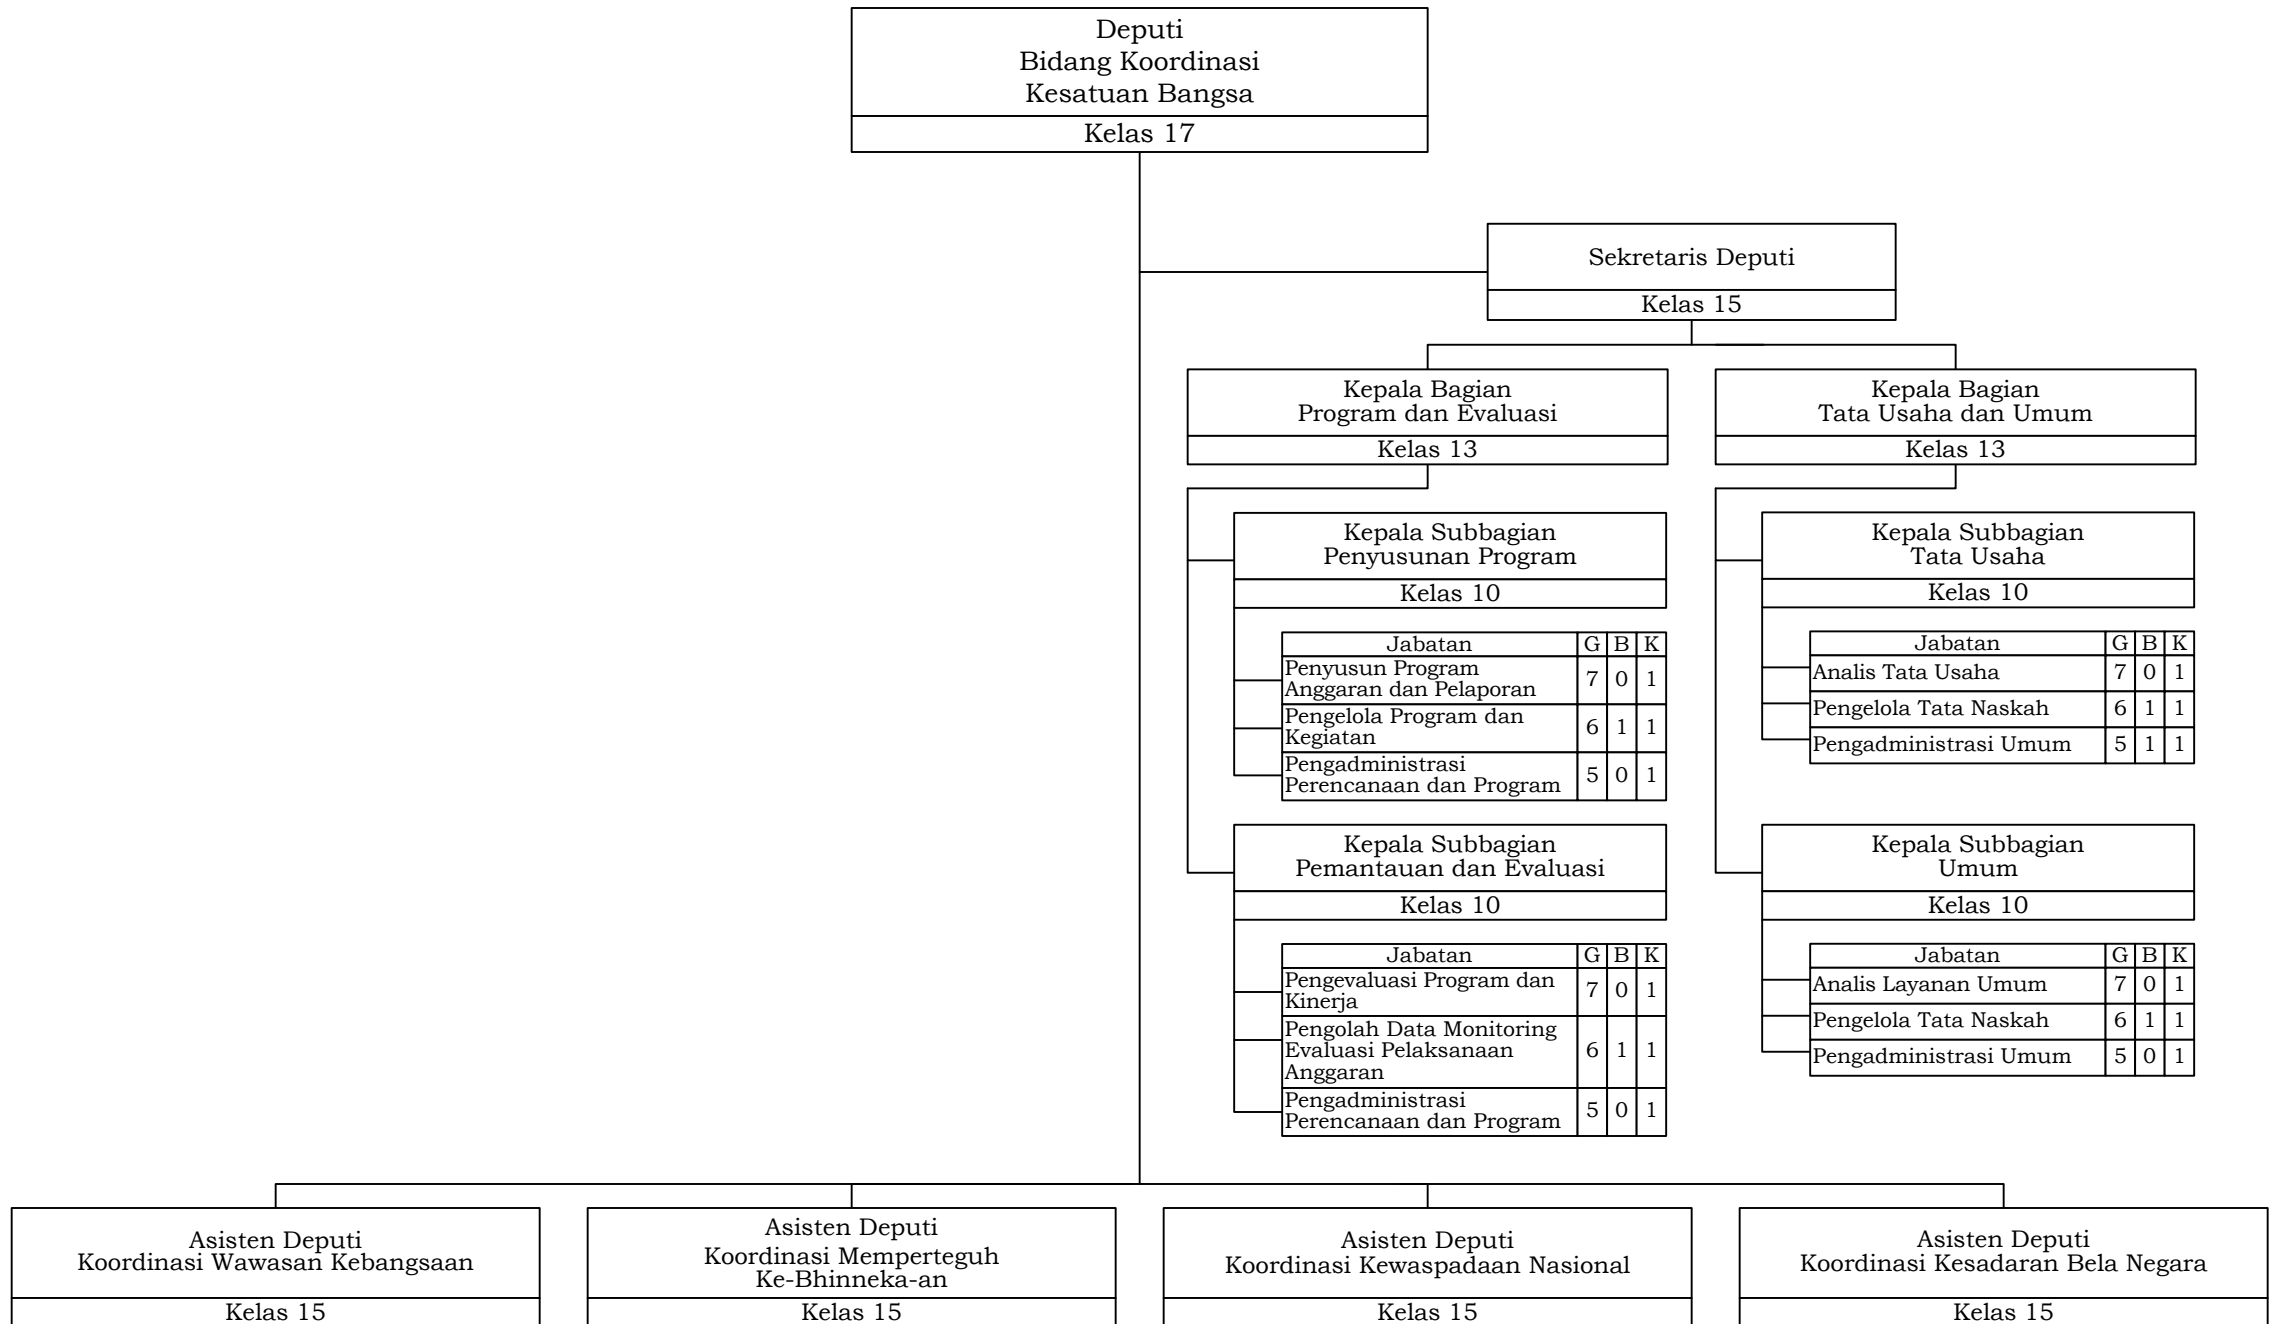 Deputi
Bidang Koordinasi
Kesatuan Bangsa
Kelas 17
Sekretaris Deputi
Kelas 15
Kepala Bagian
Program dan Evaluasi
Kelas 13
Kepala Subbagian
Penyusunan Program
Kelas 10
Jabatan G B K
Penyusun Program
Anggaran dan Pelaporan 7 0 1
Pengelola Program dan
Kegiatan 6 1 1
Pengadministrasi
Perencanaan dan Program 5 0 1
Kepala Subbagian
Pemantauan dan Evaluasi
Kelas 10
Jabatan G B K
Pengevaluasi Program dan
Kinerja 7 0 1
Pengolah Data Monitoring
Evaluasi Pelaksanaan 6 1 1
Anggaran
Pengadministrasi
Perencanaan dan Program 5 0 1
Kepala Bagian
Tata Usaha dan Umum
Kelas 13
Kepala Subbagian
Tata Usaha
Kelas 10
Jabatan G B K
Analis Tata Usaha 7 0 1
Pengelola Tata Naskah 6 1 1
Pengadministrasi Umum 5 1 1
Kepala Subbagian
Umum
Kelas 10
Jabatan G B K
Analis Layanan Umum 7 0 1
Pengelola Tata Naskah 6 1 1
Pengadministrasi Umum 5 0 1
Asisten Deputi
Koordinasi Wawasan Kebangsaan
Kelas 15
Asisten Deputi
Koordinasi Memperteguh
Ke-Bhinneka-an
Kelas 15
Asisten Deputi
Koordinasi Kewaspadaan Nasional
Kelas 15
Asisten Deputi
Koordinasi Kesadaran Bela Negara
Kelas 15